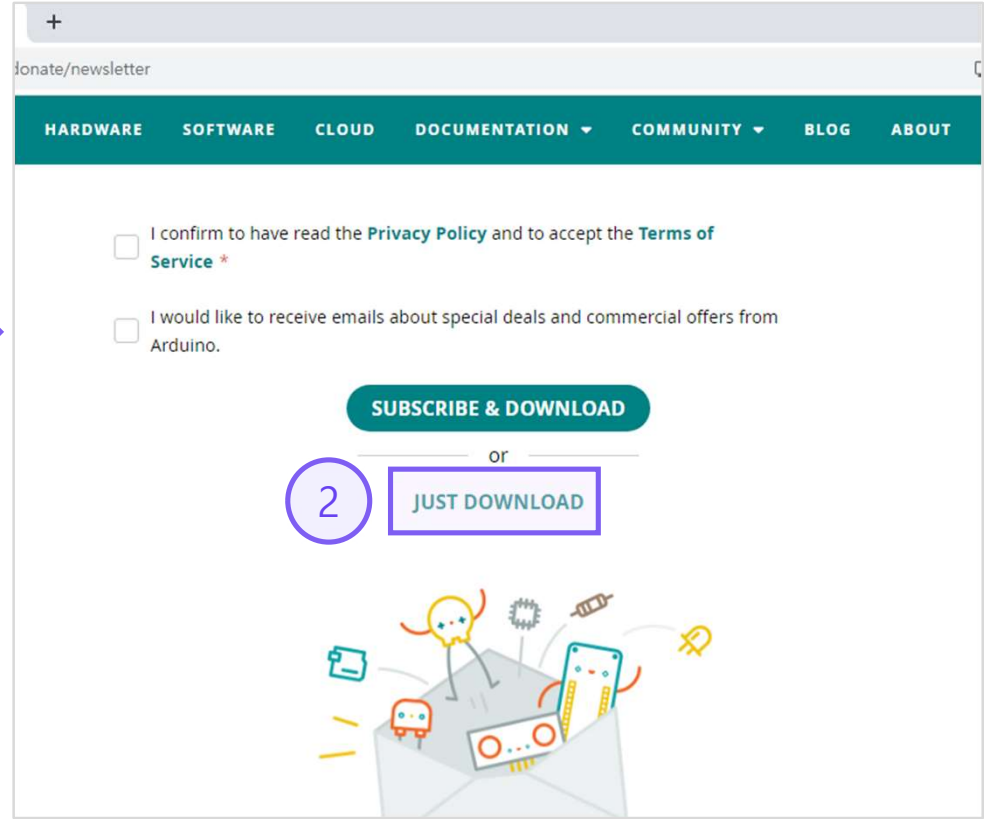 +
donate/newsletter
HARDWARE SOFTWARE CLOUD DOCUMENTATION COMMUNITY BLOG ABOUT
I confirm to have read the Privacy Policy and to accept the Terms of
Service *
I would like to receive emails about special deals and commercial offers from
Arduino.
SUBSCRIBE & DOWNLOAD
or
2 JUST DOWNLOAD